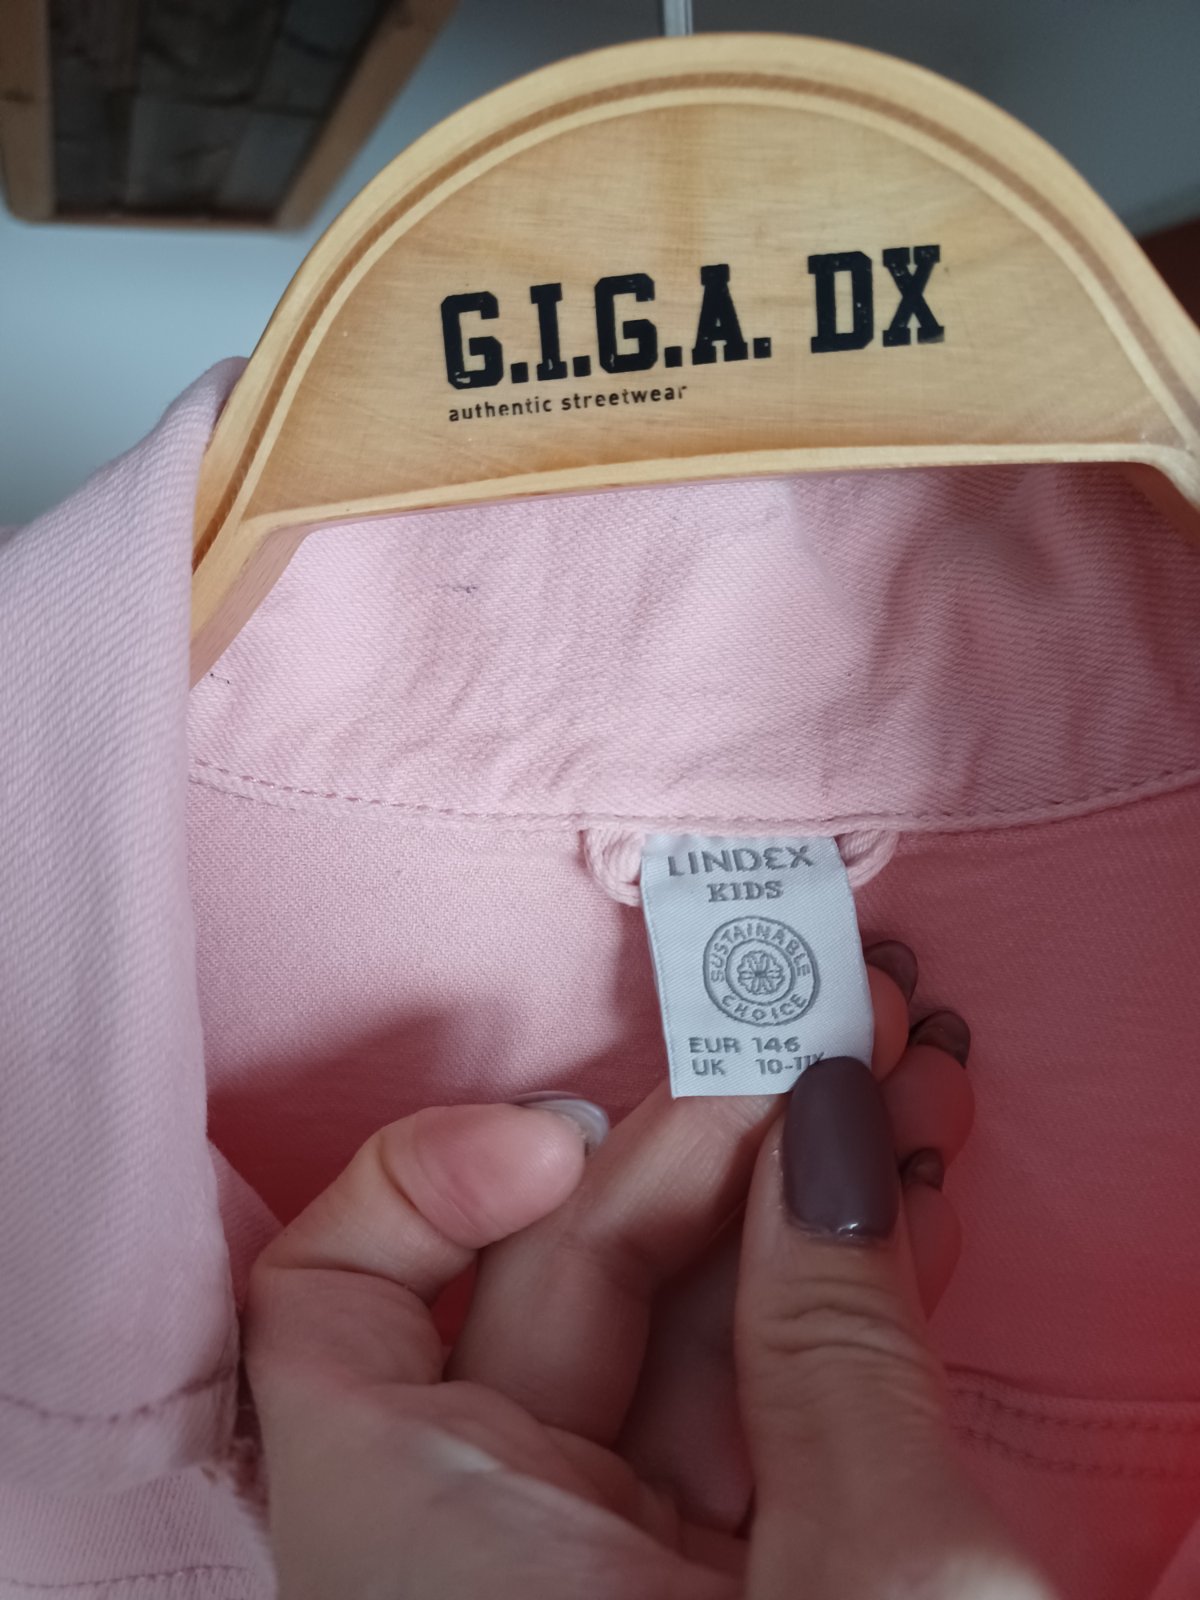 G.I.G.A. DX
authentic streetwear
LINDEX
KIDS
SUSTAINABLE
CHOICE
EUR 146
UK 10-11Y